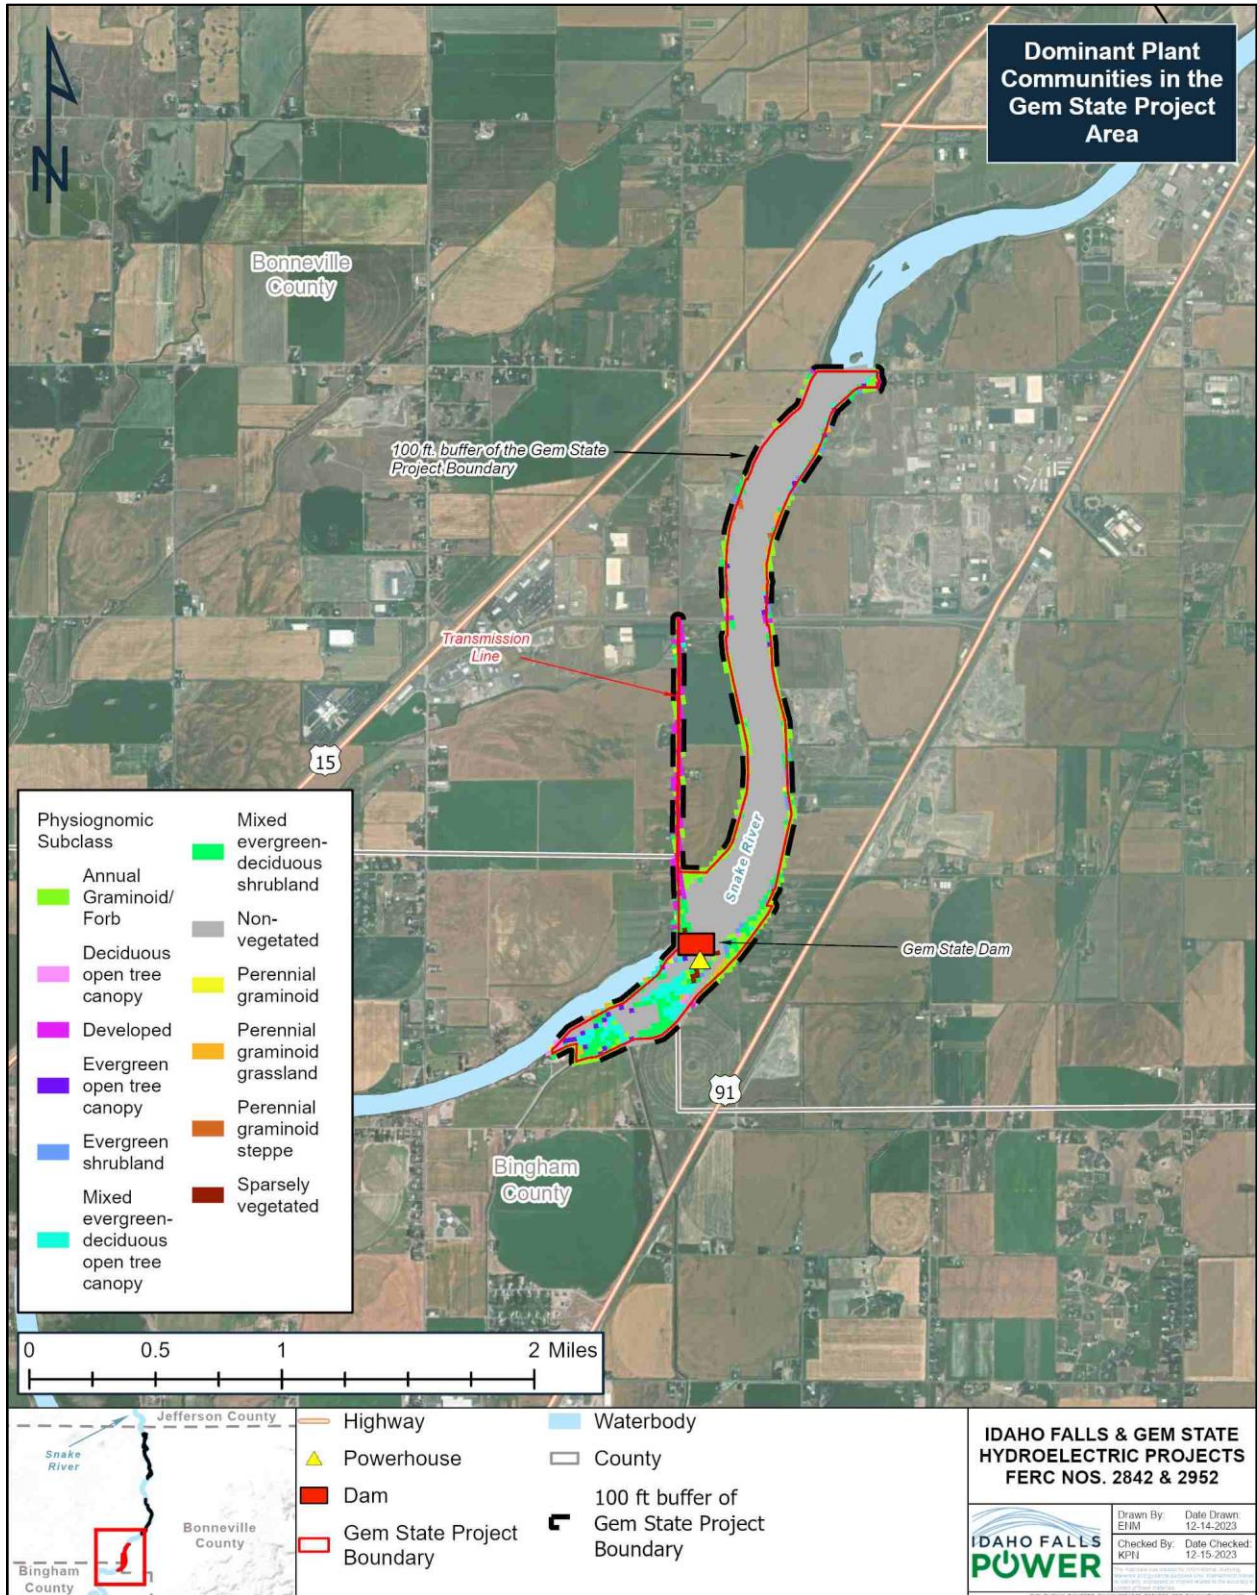 Dominant Plant
Communities in the
Gem State Project
Area
N
Bonneville
County
100 ft. buffer of the Gem State
Project Boundary
Transmission
Line
15
Snake River
Gem State Dam
91
Bingham
County
Physiognomic
Subclass
Annual
Graminoid/
Forb
Deciduous
open tree
canopy
Developed
Evergreen
open tree
canopy
Evergreen
shrubland
Mixed
evergreen-
deciduous
open tree
canopy
Mixed
evergreen-
deciduous
shrubland
Non-
vegetated
Perennial
graminoid
Perennial
graminoid
grassland
Perennial
graminoid
steppe
Sparsely
vegetated
0 0.5 1 2 Miles
Jefferson County
Snake
River
Bonneville
County
Bingham
County
Highway
Powerhouse
Dam
Gem State Project
Boundary
Waterbody
County
100 ft buffer of
Gem State Project
Boundary
IDAHO FALLS & GEM STATE
HYDROELECTRIC PROJECTS
FERC NOS. 2842 & 2952
IDAHO FALLS
POWER
Drawn By: Date Drawn:
ENM 12-14-2023
Checked By: Date Checked:
KPN 12-15-2023